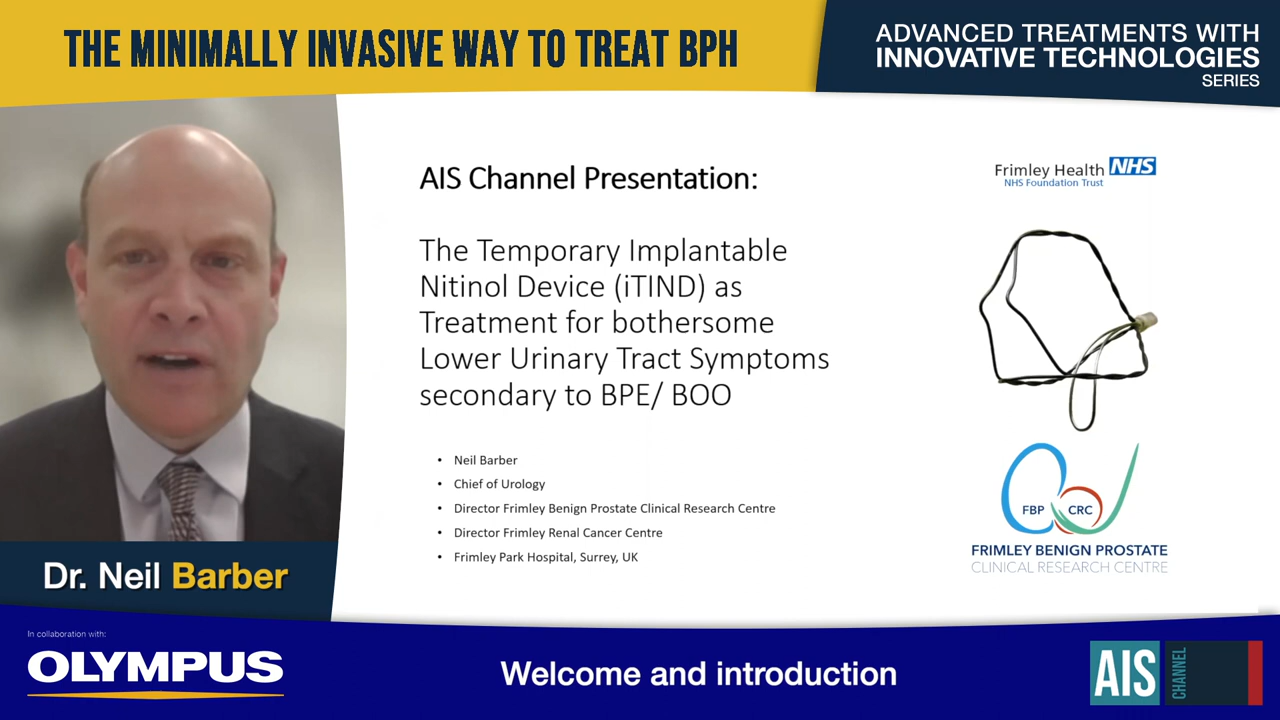 THE MINIMALLY INVASIVE WAY TO TREAT BPH
ADVANCED TREATMENTS WITH
INNOVATIVE TECHNOLOGIES
SERIES
AIS Channel Presentation:
Frimley Health NHS
NHS Foundation Trust
The Temporary Implantable
Nitinol Device (iTIND) as
Treatment for bothersome
Lower Urinary Tract Symptoms
secondary to BPE/ BOO
• Neil Barber
• Chief of Urology
• Director Frimley Benign Prostate Clinical Research Centre
• Director Frimley Renal Cancer Centre
• Frimley Park Hospital, Surrey, UK
FBP CRC
FRIMLEY BENIGN PROSTATE
CLINICAL RESEARCH CENTRE
Dr. Neil Barber
In collaboration with:
OLYMPUS
Welcome and introduction
AIS
CHANNEL